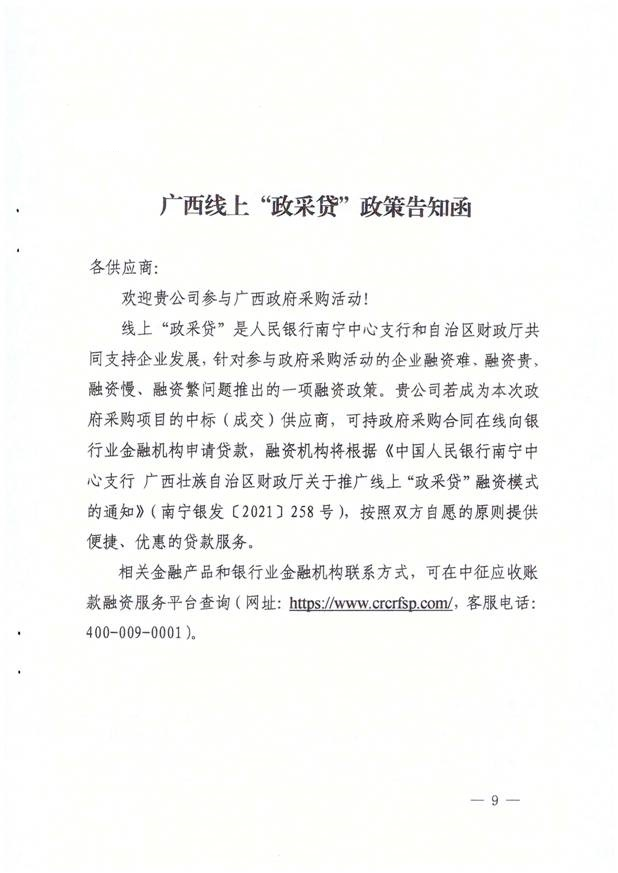 广西线上“政采贷”政策告知函
各供应商：
欢迎贵公司参与广西政府采购活动！
线上“政采贷”是人民银行南宁中心支行和自治区财政厅共
同支持企业发展，针对参与政府采购活动的企业融资难、融资贵、
融资慢、融资繁问题推出的一项融资政策。贵公司若成为本次政
府采购项目的中标（成交）供应商，可持政府采购合同在线向银
行业金融机构申请贷款，融资机构将根据《中国人民银行南宁中
心支行 广西壮族自治区财政厅关于推广线上“政采贷”融资模式
的通知》（南宁银发〔2021〕258号），按照双方自愿的原则提供
便捷、优惠的贷款服务。
相关金融产品和银行业金融机构联系方式，可在中征应收账
款融资服务平台查询（网址：https://www.crcrfsp.com/，客服电话：
400-009-0001）。
— 9 —